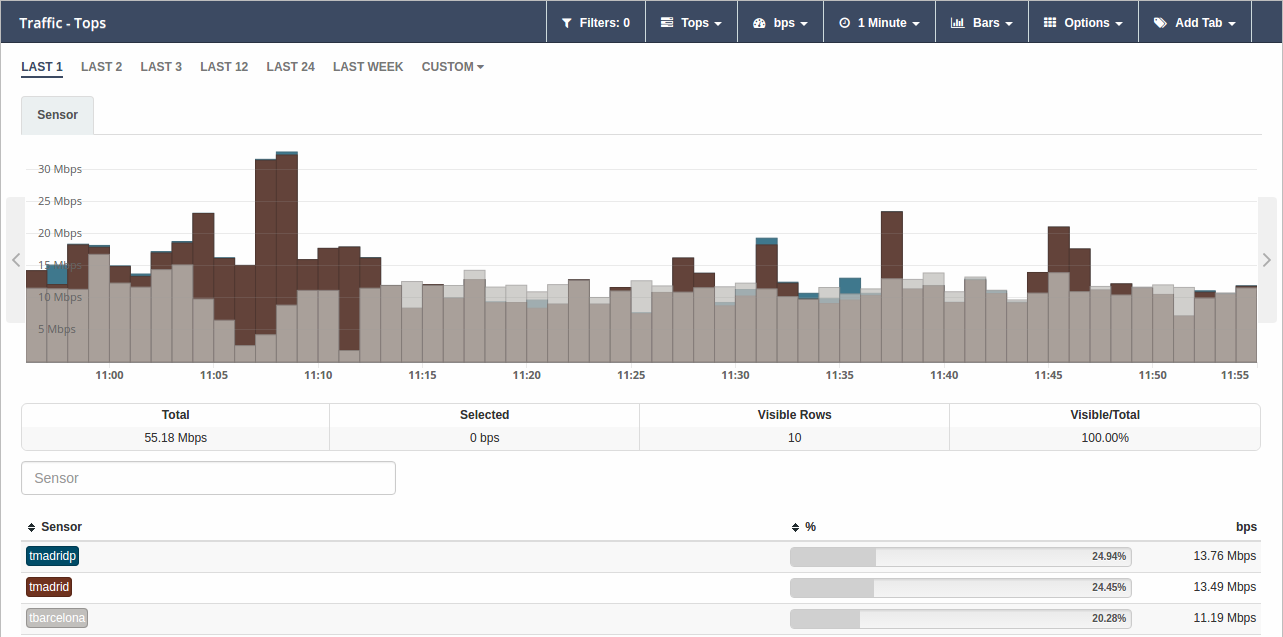 Traffic - Tops
Filters: 0
Tops
bps
1 Minute
Bars
Options
Add Tab
LAST 1 LAST 2 LAST 3 LAST 12 LAST 24 LAST WEEK CUSTOM
Sensor
30 Mbps
25 Mbps
20 Mbps
15 Mbps
10 Mbps
5 Mbps
11:00 11:05 11:10 11:15 11:20 11:25 11:30 11:35 11:40 11:45 11:50 11:55
Total Selected Visible Rows Visible/Total
55.18 Mbps 0 bps 10 100.00%
Sensor
Sensor % bps
tmadridp 24.94% 13.76 Mbps
tmadrid 24.45% 13.49 Mbps
tbarcelona 20.28% 11.19 Mbps